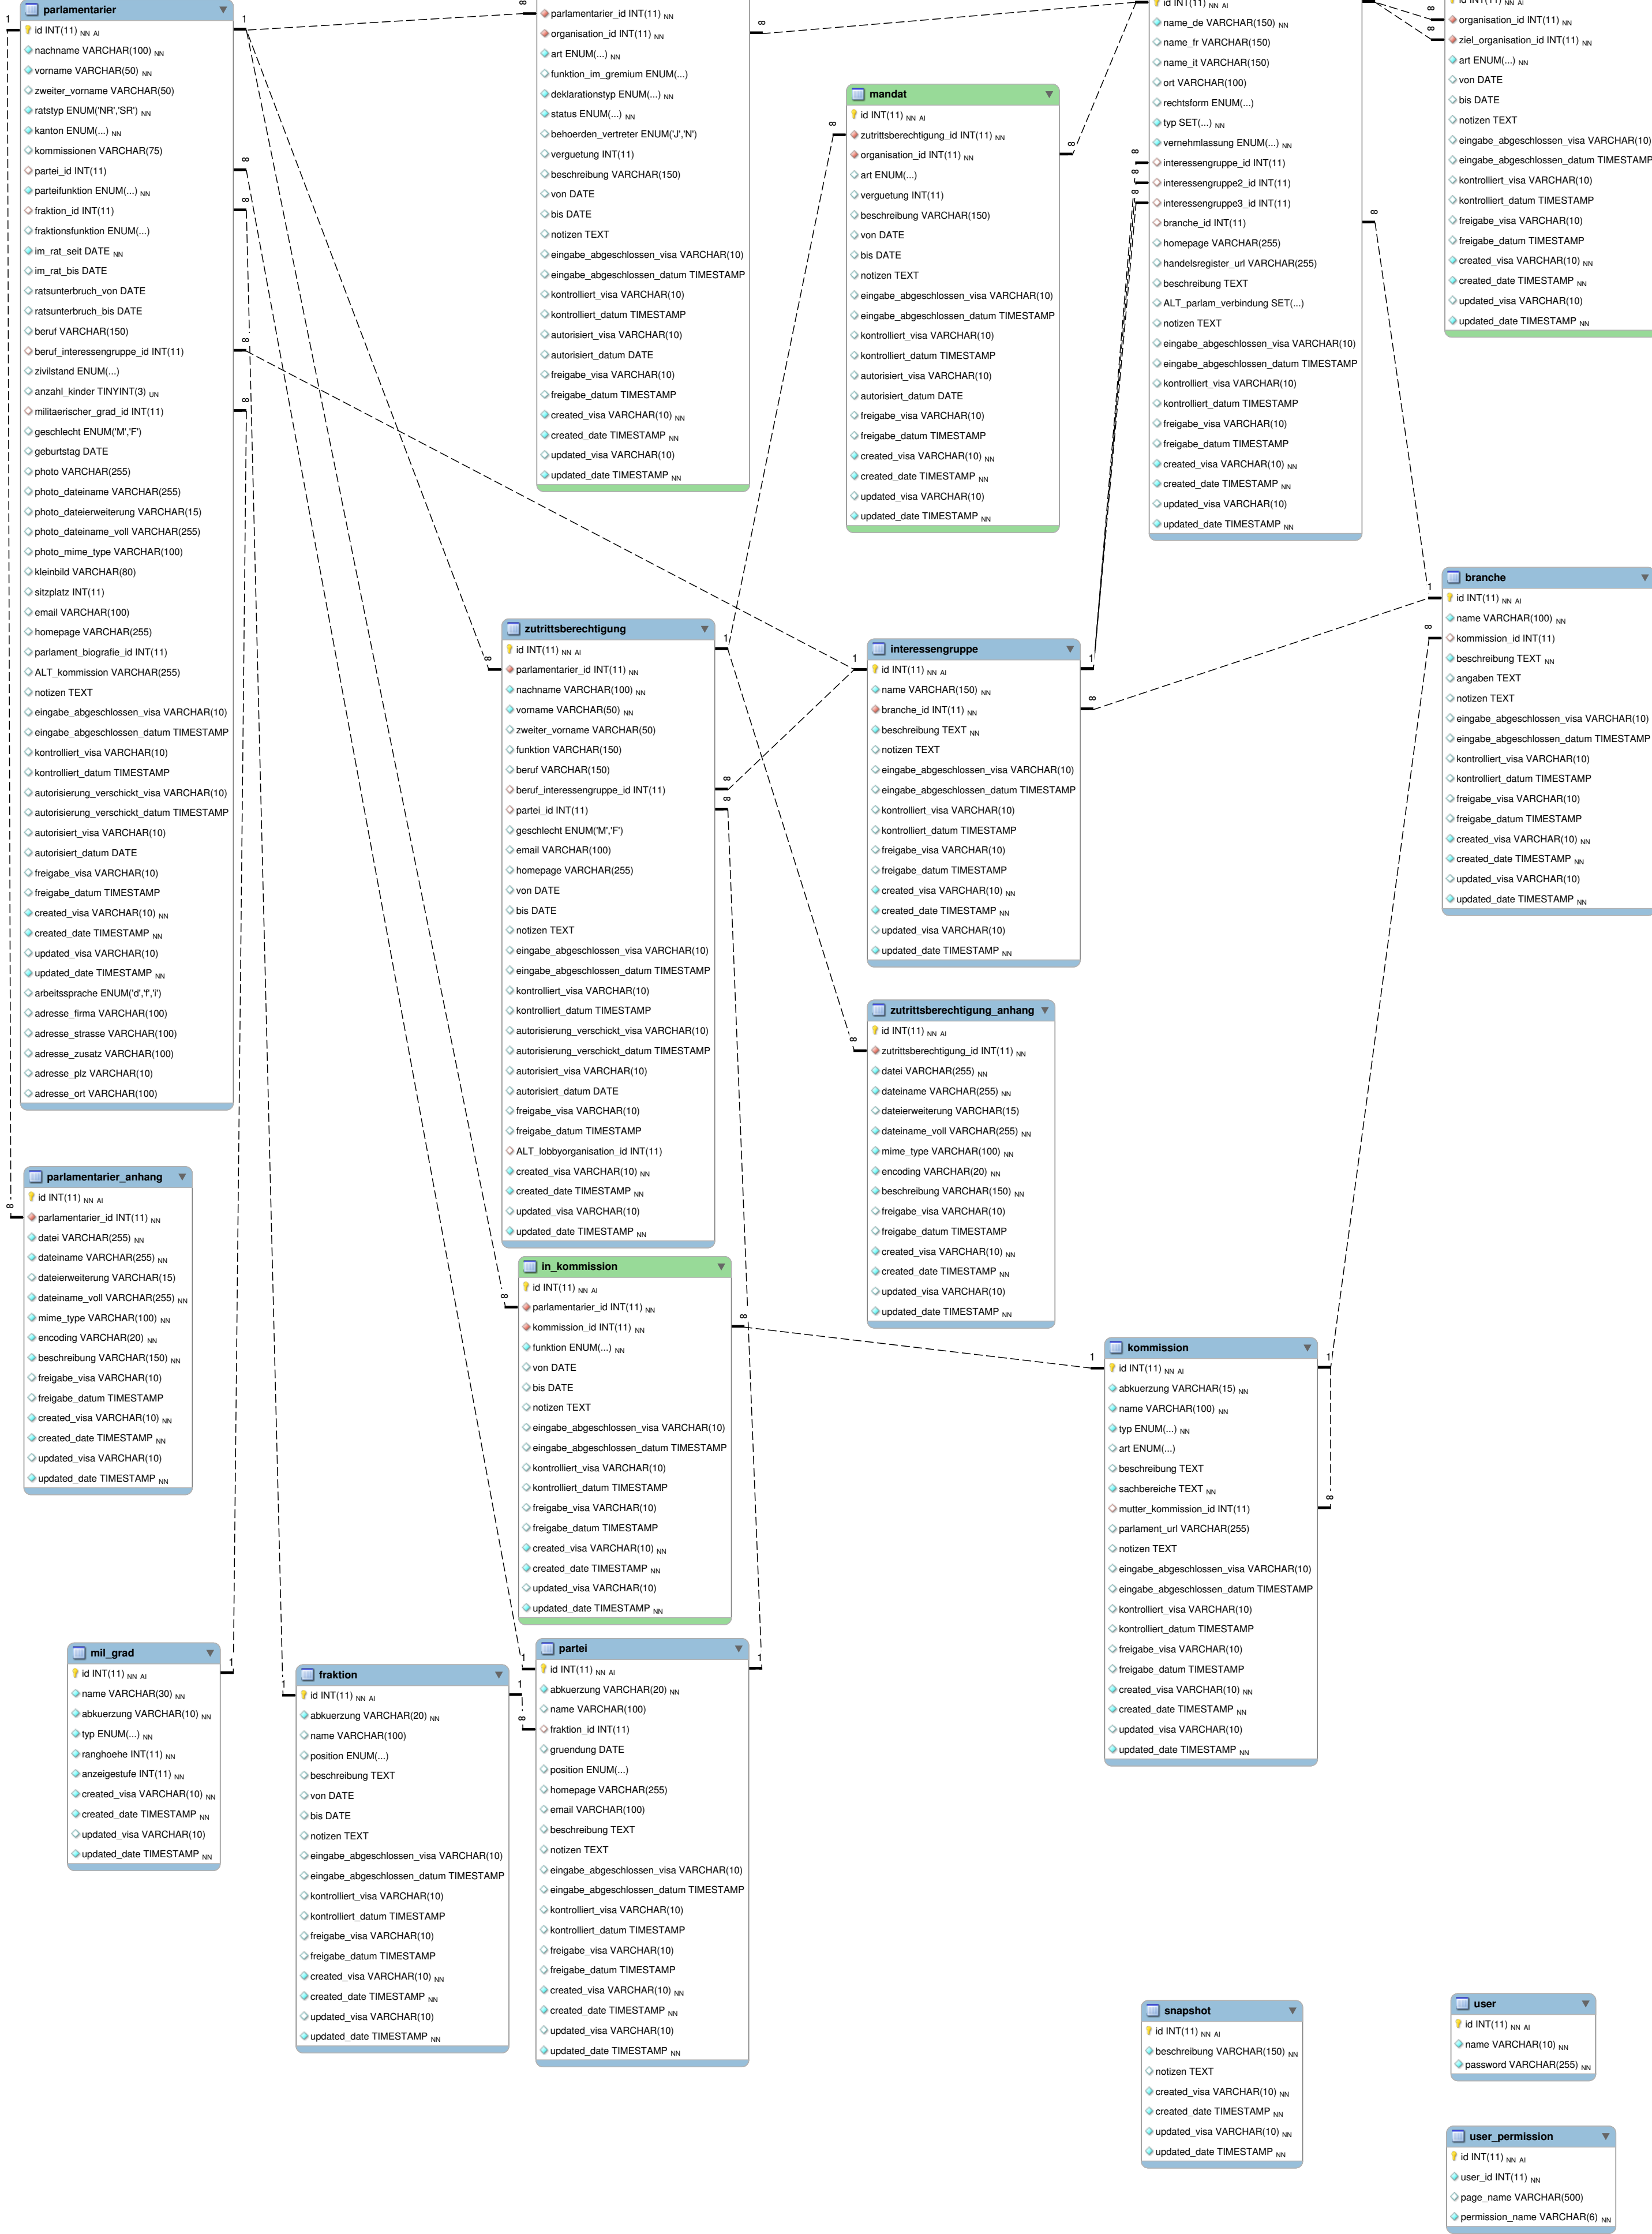 parlamentarier
id INT(11) NN AI
nachname VARCHAR(100) NN
vorname VARCHAR(50) NN
zweiter_vorname VARCHAR(50)
ratstyp ENUM('NR','SR') NN
kanton ENUM(...) NN
kommissionen VARCHAR(75)
partei_id INT(11)
parteifunktion ENUM(...) NN
fraktion_id INT(11)
fraktionsfunktion ENUM(...)
im_rat_seit DATE NN
im_rat_bis DATE
ratsunterbruch_von DATE
ratsunterbruch_bis DATE
beruf VARCHAR(150)
beruf_interessengruppe_id INT(11)
zivilstand ENUM(...)
anzahl_kinder TINYINT(3) UN
militaerischer_grad_id INT(11)
geschlecht ENUM('M','F')
geburtstag DATE
photo VARCHAR(255)
photo_dateiname VARCHAR(255)
photo_dateierweiterung VARCHAR(15)
photo_dateiname_voll VARCHAR(255)
photo_mime_type VARCHAR(100)
kleinbild VARCHAR(80)
sitzplatz INT(11)
email VARCHAR(100)
homepage VARCHAR(255)
parlament_biografie_id INT(11)
ALT_kommission VARCHAR(255)
notizen TEXT
eingabe_abgeschlossen_visa VARCHAR(10)
eingabe_abgeschlossen_datum TIMESTAMP
kontrolliert_visa VARCHAR(10)
kontrolliert_datum TIMESTAMP
autorisierung_verschickt_visa VARCHAR(10)
autorisierung_verschickt_datum TIMESTAMP
autorisiert_visa VARCHAR(10)
autorisiert_datum DATE
freigabe_visa VARCHAR(10)
freigabe_datum TIMESTAMP
created_visa VARCHAR(10) NN
created_date TIMESTAMP NN
updated_visa VARCHAR(10)
updated_date TIMESTAMP NN
arbeitssprache ENUM('d','f','i')
adresse_firma VARCHAR(100)
adresse_strasse VARCHAR(100)
adresse_zusatz VARCHAR(100)
adresse_plz VARCHAR(10)
adresse_ort VARCHAR(100)
parlamentarier_id INT(11) NN
organisation_id INT(11) NN
art ENUM(...) NN
funktion_im_gremium ENUM(...)
deklarationstyp ENUM(...) NN
status ENUM(...) NN
behoerden_vertreter ENUM('J','N')
verguetung INT(11)
beschreibung VARCHAR(150)
von DATE
bis DATE
notizen TEXT
eingabe_abgeschlossen_visa VARCHAR(10)
eingabe_abgeschlossen_datum TIMESTAMP
kontrolliert_visa VARCHAR(10)
kontrolliert_datum TIMESTAMP
autorisiert_visa VARCHAR(10)
autorisiert_datum DATE
freigabe_visa VARCHAR(10)
freigabe_datum TIMESTAMP
created_visa VARCHAR(10) NN
created_date TIMESTAMP NN
updated_visa VARCHAR(10)
updated_date TIMESTAMP NN
mandat
id INT(11) NN AI
zutrittsberechtigung_id INT(11) NN
organisation_id INT(11) NN
art ENUM(...)
verguetung INT(11)
beschreibung VARCHAR(150)
von DATE
bis DATE
notizen TEXT
eingabe_abgeschlossen_visa VARCHAR(10)
eingabe_abgeschlossen_datum TIMESTAMP
kontrolliert_visa VARCHAR(10)
kontrolliert_datum TIMESTAMP
autorisiert_visa VARCHAR(10)
autorisiert_datum DATE
freigabe_visa VARCHAR(10)
freigabe_datum TIMESTAMP
created_visa VARCHAR(10) NN
created_date TIMESTAMP NN
updated_visa VARCHAR(10)
updated_date TIMESTAMP NN
id INT(11) NN AI
name_de VARCHAR(150) NN
name_fr VARCHAR(150)
name_it VARCHAR(150)
ort VARCHAR(100)
rechtsform ENUM(...)
typ SET(...) NN
vernehmlassung ENUM(...) NN
interessengruppe_id INT(11)
interessengruppe2_id INT(11)
interessengruppe3_id INT(11)
branche_id INT(11)
homepage VARCHAR(255)
handelsregister_url VARCHAR(255)
beschreibung TEXT
ALT_parlam_verbindung SET(...)
notizen TEXT
eingabe_abgeschlossen_visa VARCHAR(10)
eingabe_abgeschlossen_datum TIMESTAMP
kontrolliert_visa VARCHAR(10)
kontrolliert_datum TIMESTAMP
freigabe_visa VARCHAR(10)
freigabe_datum TIMESTAMP
created_visa VARCHAR(10) NN
created_date TIMESTAMP NN
updated_visa VARCHAR(10)
updated_date TIMESTAMP NN
organisation_id INT(11) NN
ziel_organisation_id INT(11) NN
art ENUM(...) NN
von DATE
bis DATE
notizen TEXT
eingabe_abgeschlossen_visa VARCHAR(10)
eingabe_abgeschlossen_datum TIMESTAMP
kontrolliert_visa VARCHAR(10)
kontrolliert_datum TIMESTAMP
freigabe_visa VARCHAR(10)
freigabe_datum TIMESTAMP
created_visa VARCHAR(10) NN
created_date TIMESTAMP NN
updated_visa VARCHAR(10)
updated_date TIMESTAMP NN
zutrittsberechtigung
id INT(11) NN AI
parlamentarier_id INT(11) NN
nachname VARCHAR(100) NN
vorname VARCHAR(50) NN
zweiter_vorname VARCHAR(50)
funktion VARCHAR(150)
beruf VARCHAR(150)
beruf_interessengruppe_id INT(11)
partei_id INT(11)
geschlecht ENUM('M','F')
email VARCHAR(100)
homepage VARCHAR(255)
von DATE
bis DATE
notizen TEXT
eingabe_abgeschlossen_visa VARCHAR(10)
eingabe_abgeschlossen_datum TIMESTAMP
kontrolliert_visa VARCHAR(10)
kontrolliert_datum TIMESTAMP
autorisierung_verschickt_visa VARCHAR(10)
autorisierung_verschickt_datum TIMESTAMP
autorisiert_visa VARCHAR(10)
autorisiert_datum DATE
freigabe_visa VARCHAR(10)
freigabe_datum TIMESTAMP
ALT_lobbyorganisation_id INT(11)
created_visa VARCHAR(10) NN
created_date TIMESTAMP NN
updated_visa VARCHAR(10)
updated_date TIMESTAMP NN
interessengruppe
id INT(11) NN AI
name VARCHAR(150) NN
branche_id INT(11) NN
beschreibung TEXT NN
notizen TEXT
eingabe_abgeschlossen_visa VARCHAR(10)
eingabe_abgeschlossen_datum TIMESTAMP
kontrolliert_visa VARCHAR(10)
kontrolliert_datum TIMESTAMP
freigabe_visa VARCHAR(10)
freigabe_datum TIMESTAMP
created_visa VARCHAR(10) NN
created_date TIMESTAMP NN
updated_visa VARCHAR(10)
updated_date TIMESTAMP NN
branche
id INT(11) NN AI
name VARCHAR(100) NN
kommission_id INT(11)
beschreibung TEXT NN
angaben TEXT
notizen TEXT
eingabe_abgeschlossen_visa VARCHAR(10)
eingabe_abgeschlossen_datum TIMESTAMP
kontrolliert_visa VARCHAR(10)
kontrolliert_datum TIMESTAMP
freigabe_visa VARCHAR(10)
freigabe_datum TIMESTAMP
created_visa VARCHAR(10) NN
created_date TIMESTAMP NN
updated_visa VARCHAR(10)
updated_date TIMESTAMP NN
zutrittsberechtigung_anhang
id INT(11) NN AI
zutrittsberechtigung_id INT(11) NN
datei VARCHAR(255) NN
dateiname VARCHAR(255) NN
dateierweiterung VARCHAR(15)
dateiname_voll VARCHAR(255) NN
mime_type VARCHAR(100) NN
encoding VARCHAR(20) NN
beschreibung VARCHAR(150) NN
freigabe_visa VARCHAR(10)
freigabe_datum TIMESTAMP
created_visa VARCHAR(10) NN
created_date TIMESTAMP NN
updated_visa VARCHAR(10)
updated_date TIMESTAMP NN
parlamentarier_anhang
id INT(11) NN AI
parlamentarier_id INT(11) NN
datei VARCHAR(255) NN
dateiname VARCHAR(255) NN
dateierweiterung VARCHAR(15)
dateiname_voll VARCHAR(255) NN
mime_type VARCHAR(100) NN
encoding VARCHAR(20) NN
beschreibung VARCHAR(150) NN
freigabe_visa VARCHAR(10)
freigabe_datum TIMESTAMP
created_visa VARCHAR(10) NN
created_date TIMESTAMP NN
updated_visa VARCHAR(10)
updated_date TIMESTAMP NN
in_kommission
id INT(11) NN AI
parlamentarier_id INT(11) NN
kommission_id INT(11) NN
funktion ENUM(...) NN
von DATE
bis DATE
notizen TEXT
eingabe_abgeschlossen_visa VARCHAR(10)
eingabe_abgeschlossen_datum TIMESTAMP
kontrolliert_visa VARCHAR(10)
kontrolliert_datum TIMESTAMP
freigabe_visa VARCHAR(10)
freigabe_datum TIMESTAMP
created_visa VARCHAR(10) NN
created_date TIMESTAMP NN
updated_visa VARCHAR(10)
updated_date TIMESTAMP NN
kommission
id INT(11) NN AI
abkuerzung VARCHAR(15) NN
name VARCHAR(100) NN
typ ENUM(...) NN
art ENUM(...)
beschreibung TEXT
sachbereiche TEXT NN
mutter_kommission_id INT(11)
parlament_url VARCHAR(255)
notizen TEXT
eingabe_abgeschlossen_visa VARCHAR(10)
eingabe_abgeschlossen_datum TIMESTAMP
kontrolliert_visa VARCHAR(10)
kontrolliert_datum TIMESTAMP
freigabe_visa VARCHAR(10)
freigabe_datum TIMESTAMP
created_visa VARCHAR(10) NN
created_date TIMESTAMP NN
updated_visa VARCHAR(10)
updated_date TIMESTAMP NN
mil_grad
id INT(11) NN AI
name VARCHAR(30) NN
abkuerzung VARCHAR(10) NN
typ ENUM(...) NN
ranghoehe INT(11) NN
anzeigestufe INT(11) NN
created_visa VARCHAR(10) NN
created_date TIMESTAMP NN
updated_visa VARCHAR(10)
updated_date TIMESTAMP NN
fraktion
id INT(11) NN AI
abkuerzung VARCHAR(20) NN
name VARCHAR(100)
position ENUM(...)
beschreibung TEXT
von DATE
bis DATE
notizen TEXT
eingabe_abgeschlossen_visa VARCHAR(10)
eingabe_abgeschlossen_datum TIMESTAMP
kontrolliert_visa VARCHAR(10)
kontrolliert_datum TIMESTAMP
freigabe_visa VARCHAR(10)
freigabe_datum TIMESTAMP
created_visa VARCHAR(10) NN
created_date TIMESTAMP NN
updated_visa VARCHAR(10)
updated_date TIMESTAMP NN
partei
id INT(11) NN AI
abkuerzung VARCHAR(20) NN
name VARCHAR(100)
fraktion_id INT(11)
gruendung DATE
position ENUM(...)
homepage VARCHAR(255)
email VARCHAR(100)
beschreibung TEXT
notizen TEXT
eingabe_abgeschlossen_visa VARCHAR(10)
eingabe_abgeschlossen_datum TIMESTAMP
kontrolliert_visa VARCHAR(10)
kontrolliert_datum TIMESTAMP
freigabe_visa VARCHAR(10)
freigabe_datum TIMESTAMP
created_visa VARCHAR(10) NN
created_date TIMESTAMP NN
updated_visa VARCHAR(10)
updated_date TIMESTAMP NN
snapshot
id INT(11) NN AI
beschreibung VARCHAR(150) NN
notizen TEXT
created_visa VARCHAR(10) NN
created_date TIMESTAMP NN
updated_visa VARCHAR(10) NN
updated_date TIMESTAMP NN
user
id INT(11) NN AI
name VARCHAR(10) NN
password VARCHAR(255) NN
user_permission
id INT(11) NN AI
user_id INT(11) NN
page_name VARCHAR(500)
permission_name VARCHAR(6) NN